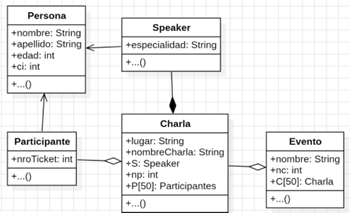 Persona
+nombre: String
+apellido: String
+edad: int
+ci: int
+...()
Speaker
+especialidad: String
+...()
Participante
+nroTicket: int
+...()
Charla
+lugar: String
+nombreCharla: String
+S: Speaker
+np: int
+P[50]: Participantes
+...()
Evento
+nombre: String
+nc: int
+C[50]: Charla
+...()